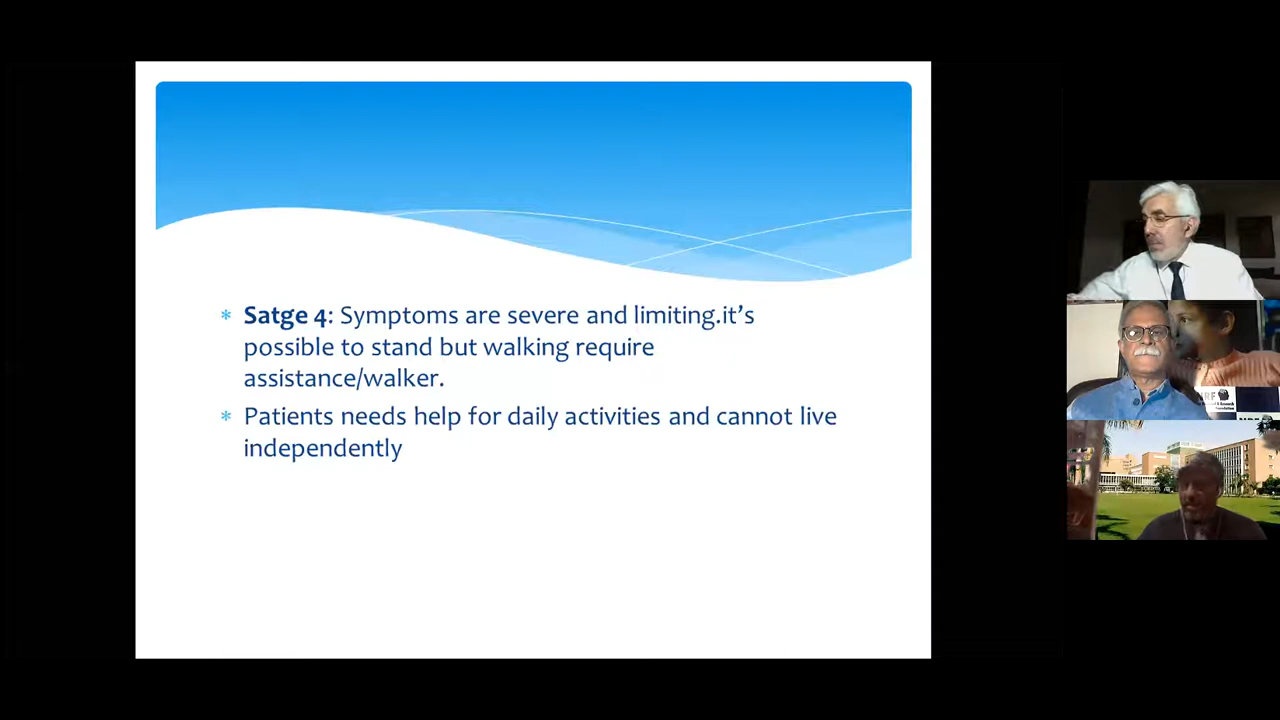 * Satge 4: Symptoms are severe and limiting.it's
possible to stand but walking require
assistance/walker.
* Patients needs help for daily activities and cannot live
independently